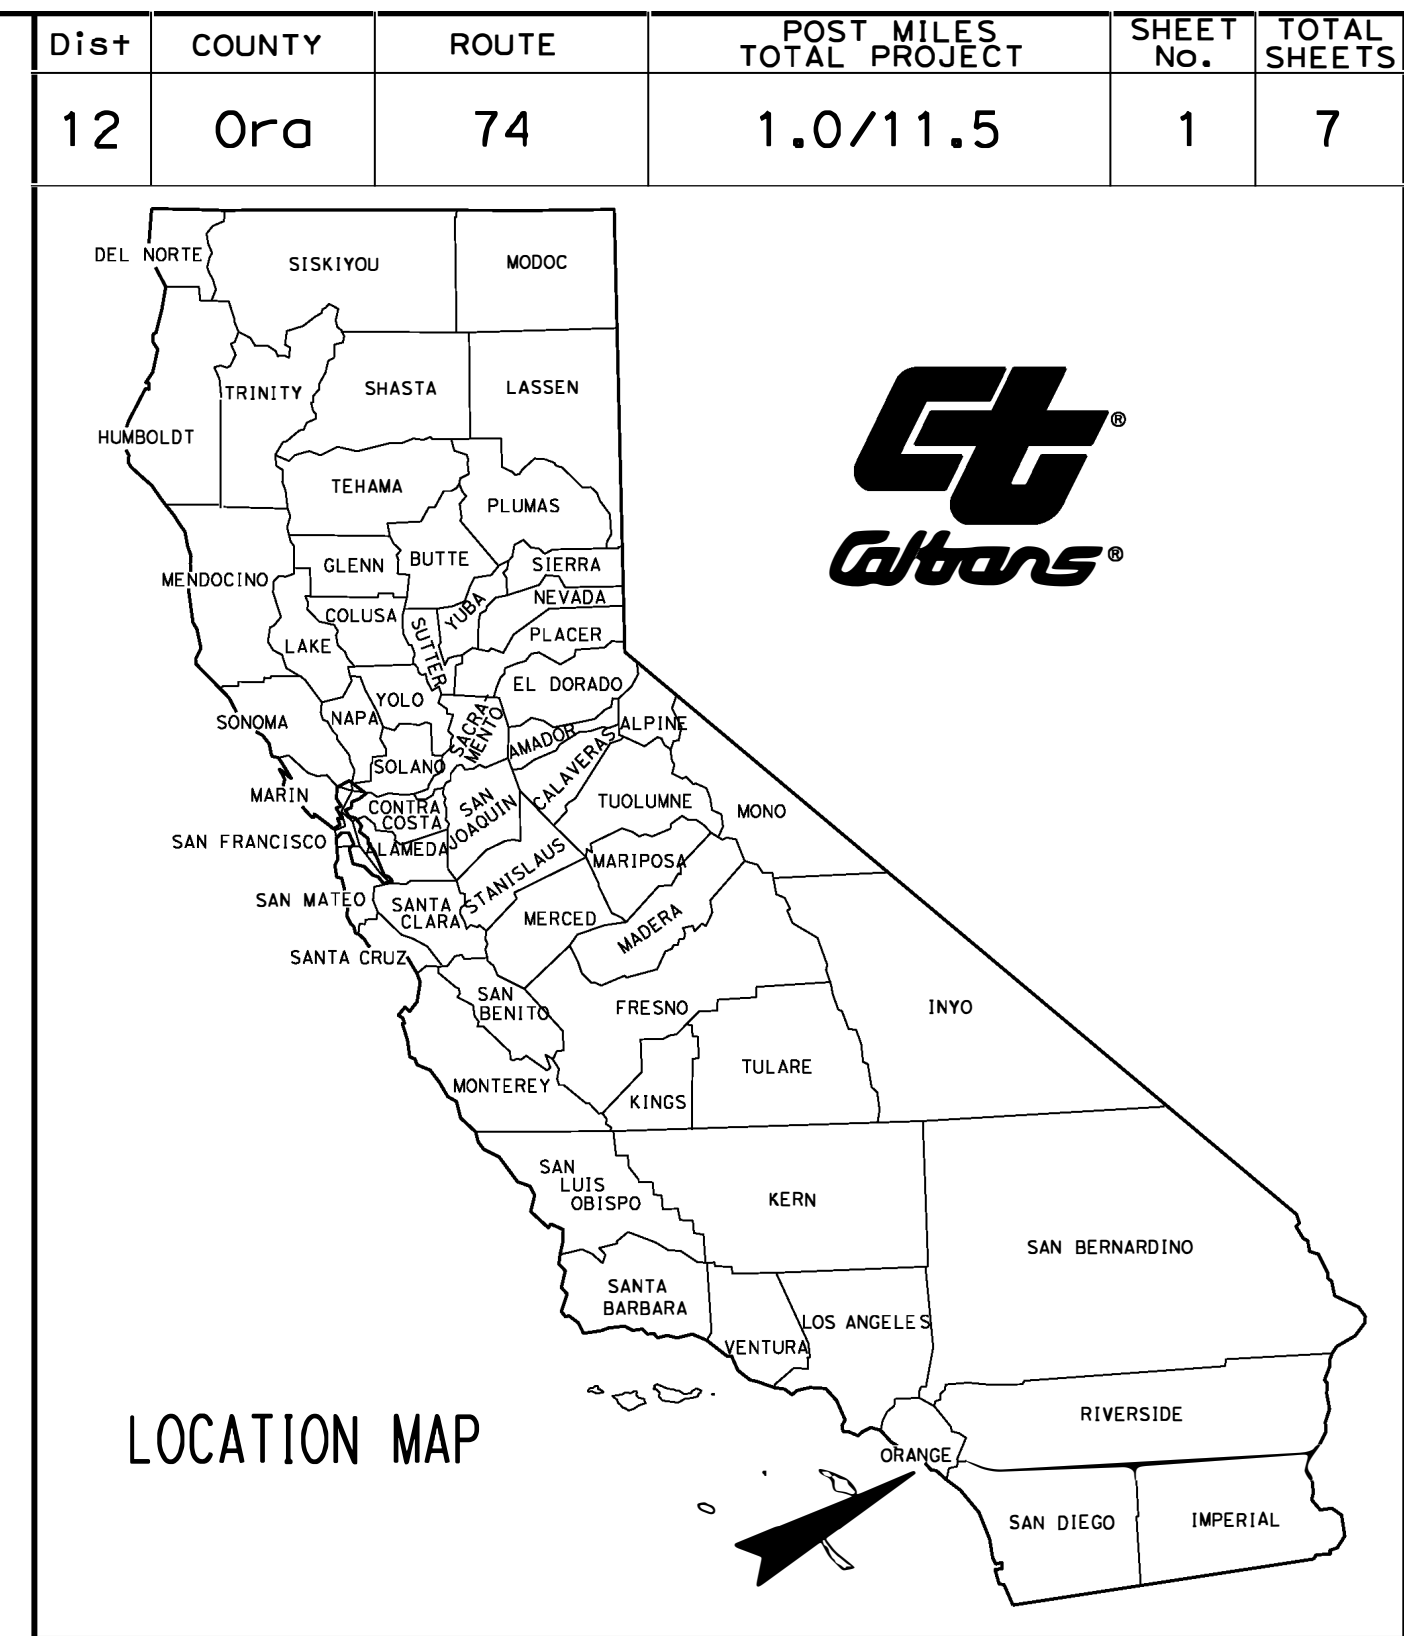 Dist COUNTY ROUTE POST MILES TOTAL PROJECT SHEET No. TOTAL SHEETS
12 Ora 74 1.0/11.5 1 7
DEL NORTE
SISKIYOU
MODOC
TRINITY
SHASTA
LASSEN
HUMBOLDT
TEHAMA
PLUMAS
Ct®
Caltrans®
MENDOCINO
GLENN
BUTTE
SIERRA
NEVADA
COLUSA
SUTTER
YUBA
PLACER
LAKE
YOLO
EL DORADO
SONOMA
NAPA
SACRA-
MENTO
AMADOR
ALPINE
SOLANO
CALAVERAS
MARIN
CONTRA
COSTA
SAN
JOAQUIN
TUOLUMNE
MONO
SAN FRANCISCO
ALAMEDA
STANISLAUS
MARIPOSA
SAN MATEO
SANTA
CLARA
MERCED
MADERA
SANTA CRUZ
SAN
BENITO
FRESNO
INYO
MONTEREY
KINGS
TULARE
SAN
LUIS
OBISPO
KERN
SAN BERNARDINO
SANTA
BARBARA
VENTURA
LOS ANGELES
LOCATION MAP
RIVERSIDE
ORANGE
SAN DIEGO
IMPERIAL